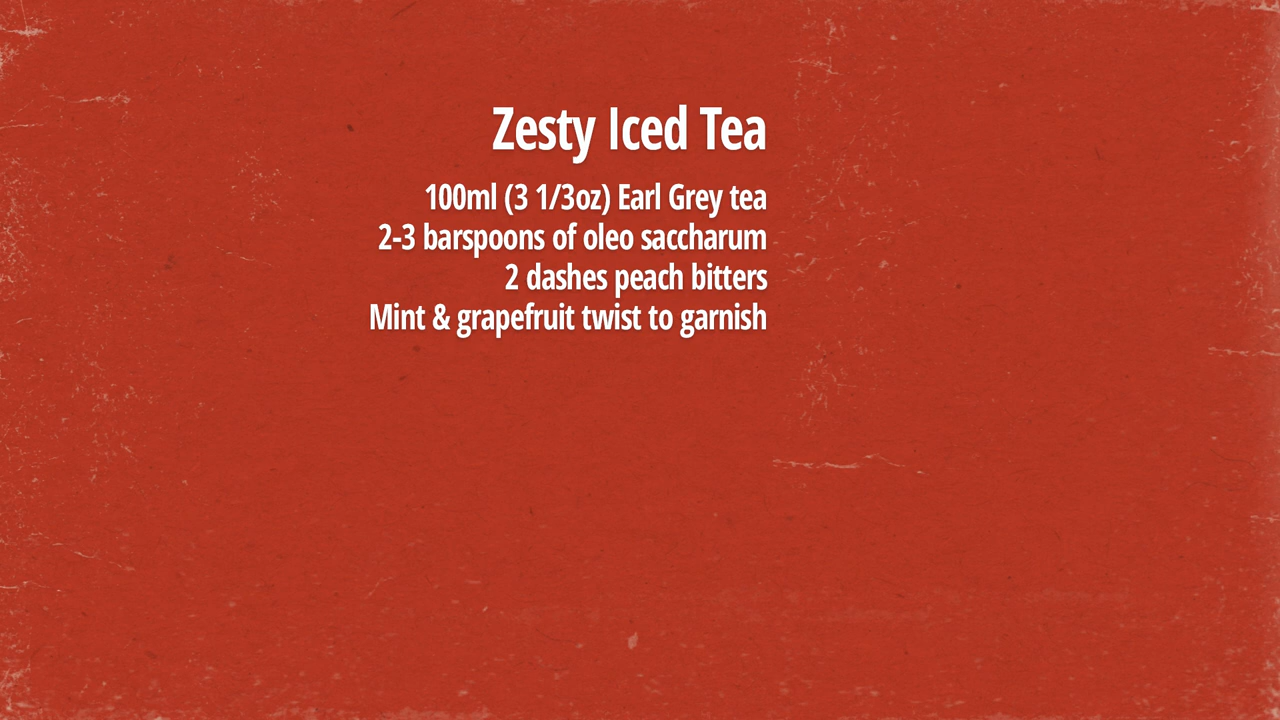 Zesty Iced Tea
100ml (3 1/3oz) Earl Grey tea
2-3 barspoons of oleo saccharum
2 dashes peach bitters
Mint & grapefruit twist to garnish